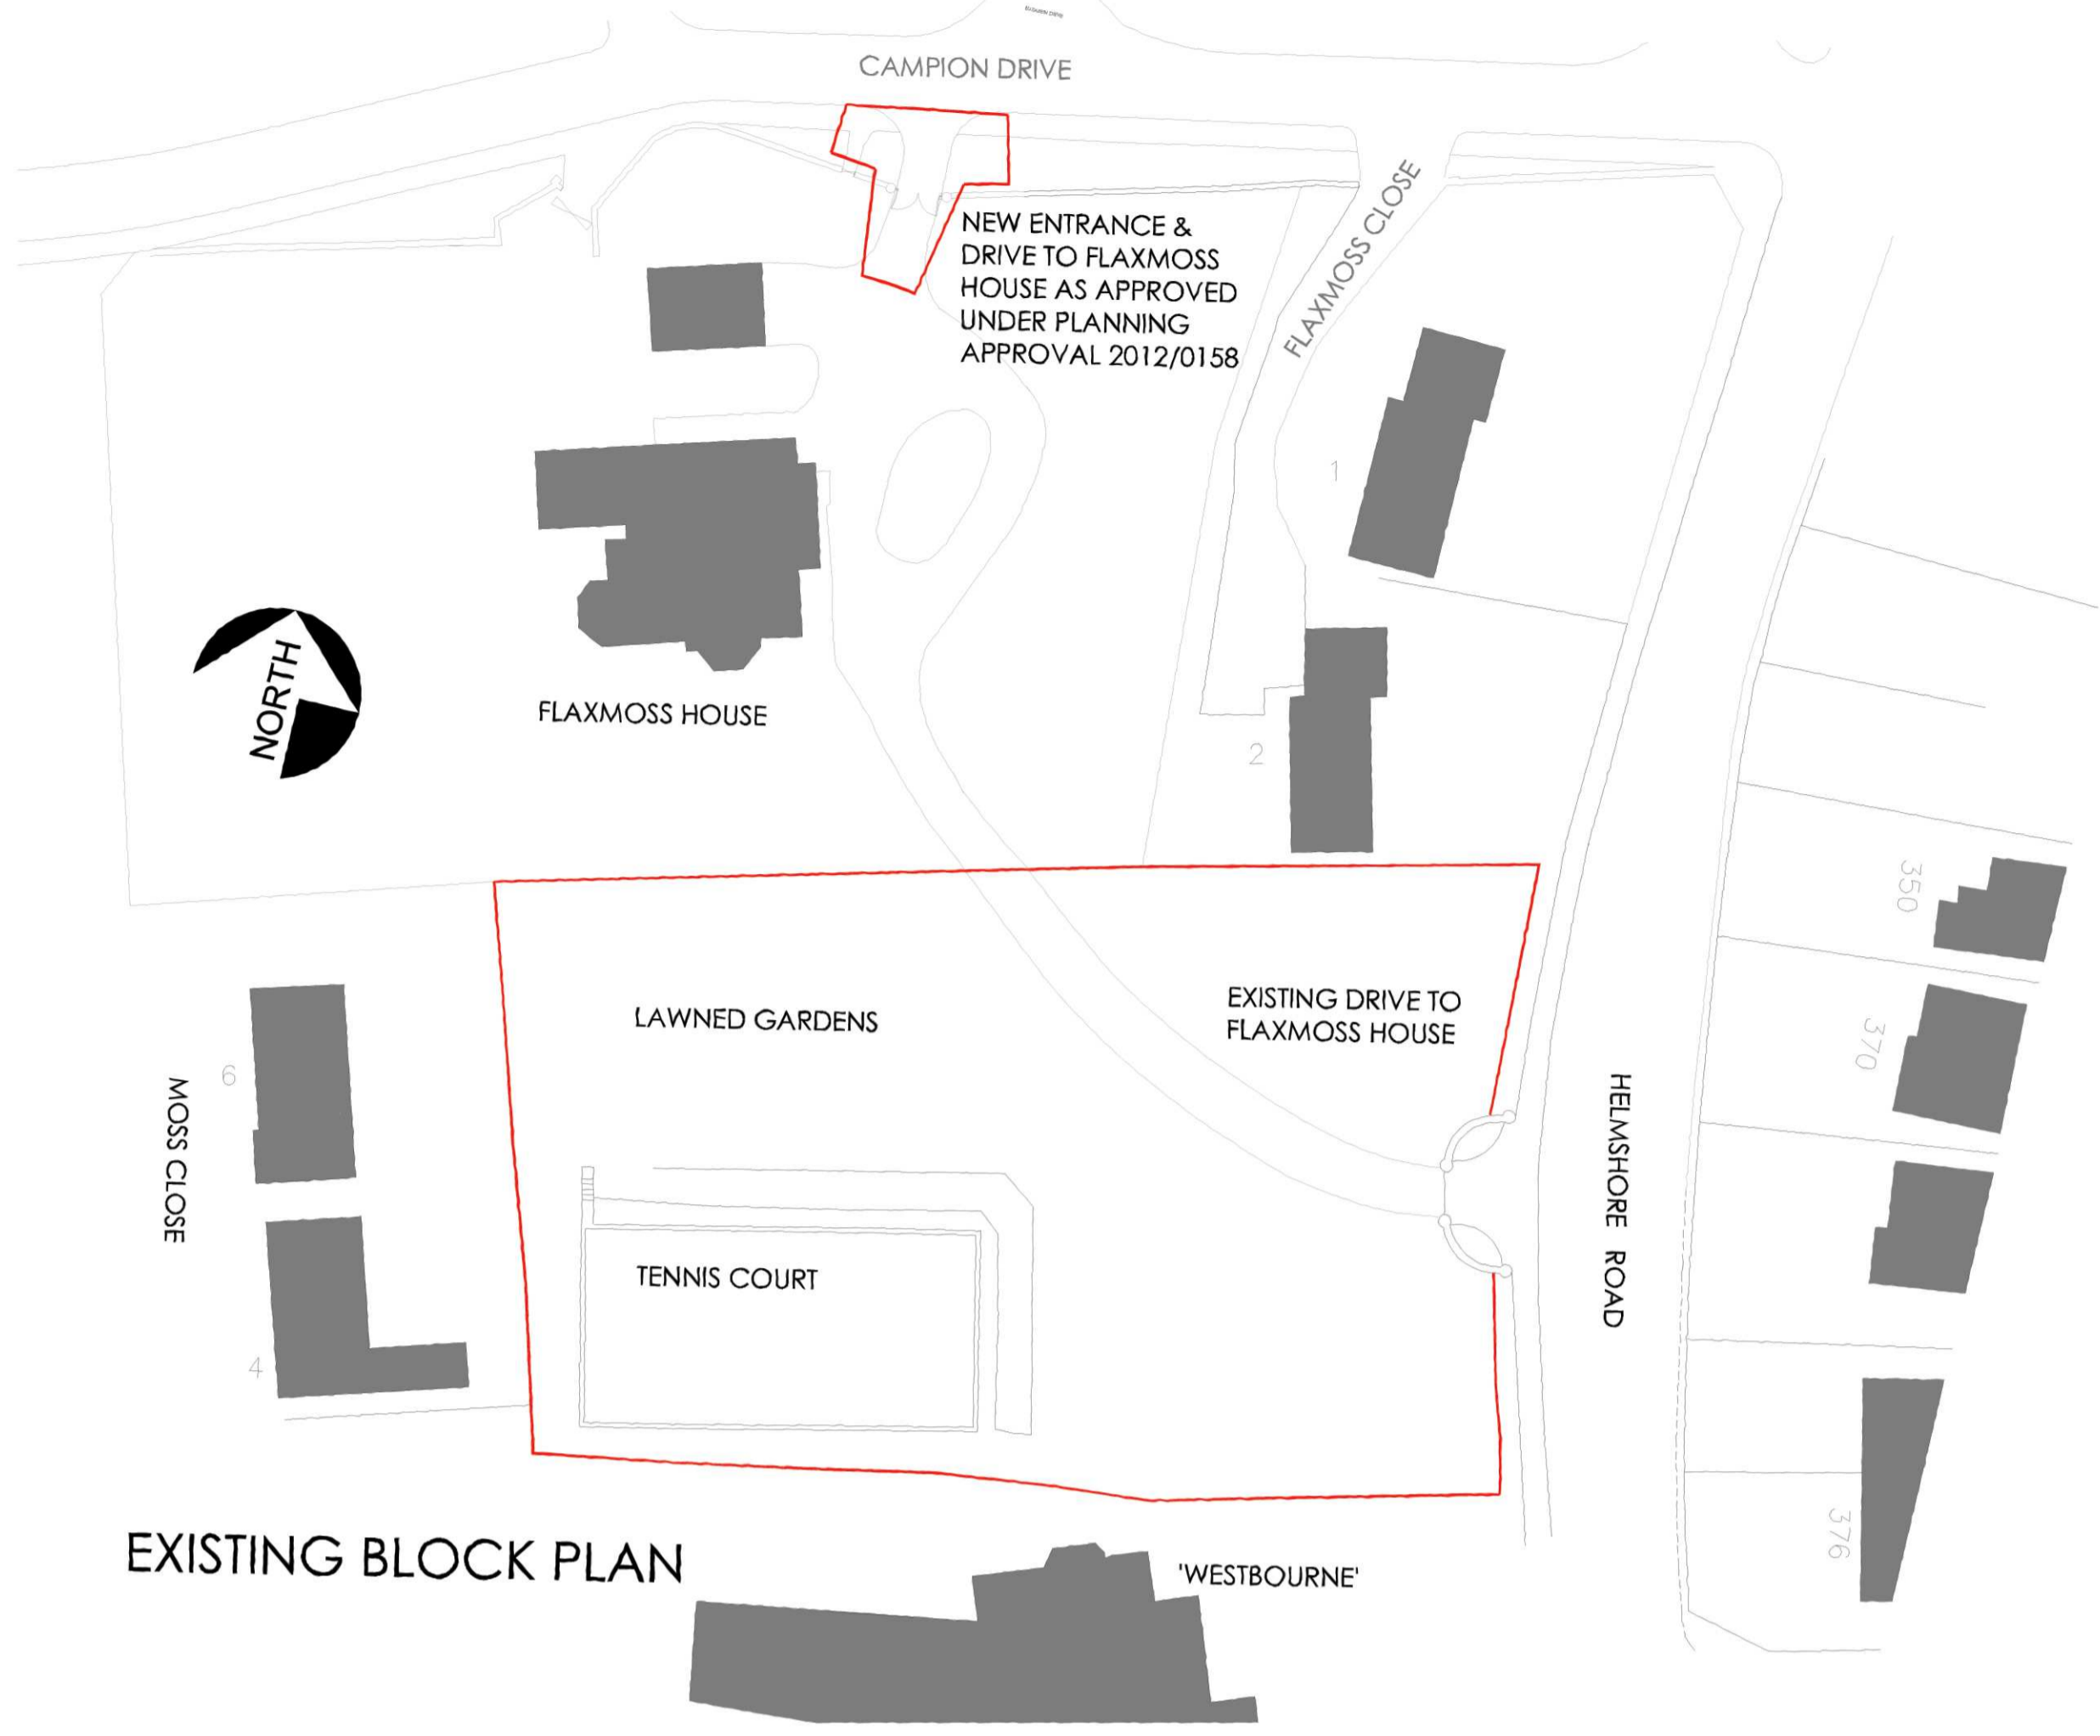 CAMPION DRIVE
NEW ENTRANCE &
DRIVE TO FLAXMOSS
HOUSE AS APPROVED
UNDER PLANNING
APPROVAL 2012/0158
FLAXMOSS CLOSE
1
NORTH
FLAXMOSS HOUSE
2
350
LAWNED GARDENS
EXISTING DRIVE TO
FLAXMOSS HOUSE
370
6
MOSS CLOSE
HELMSHORE ROAD
TENNIS COURT
4
376
EXISTING BLOCK PLAN
'WESTBOURNE'